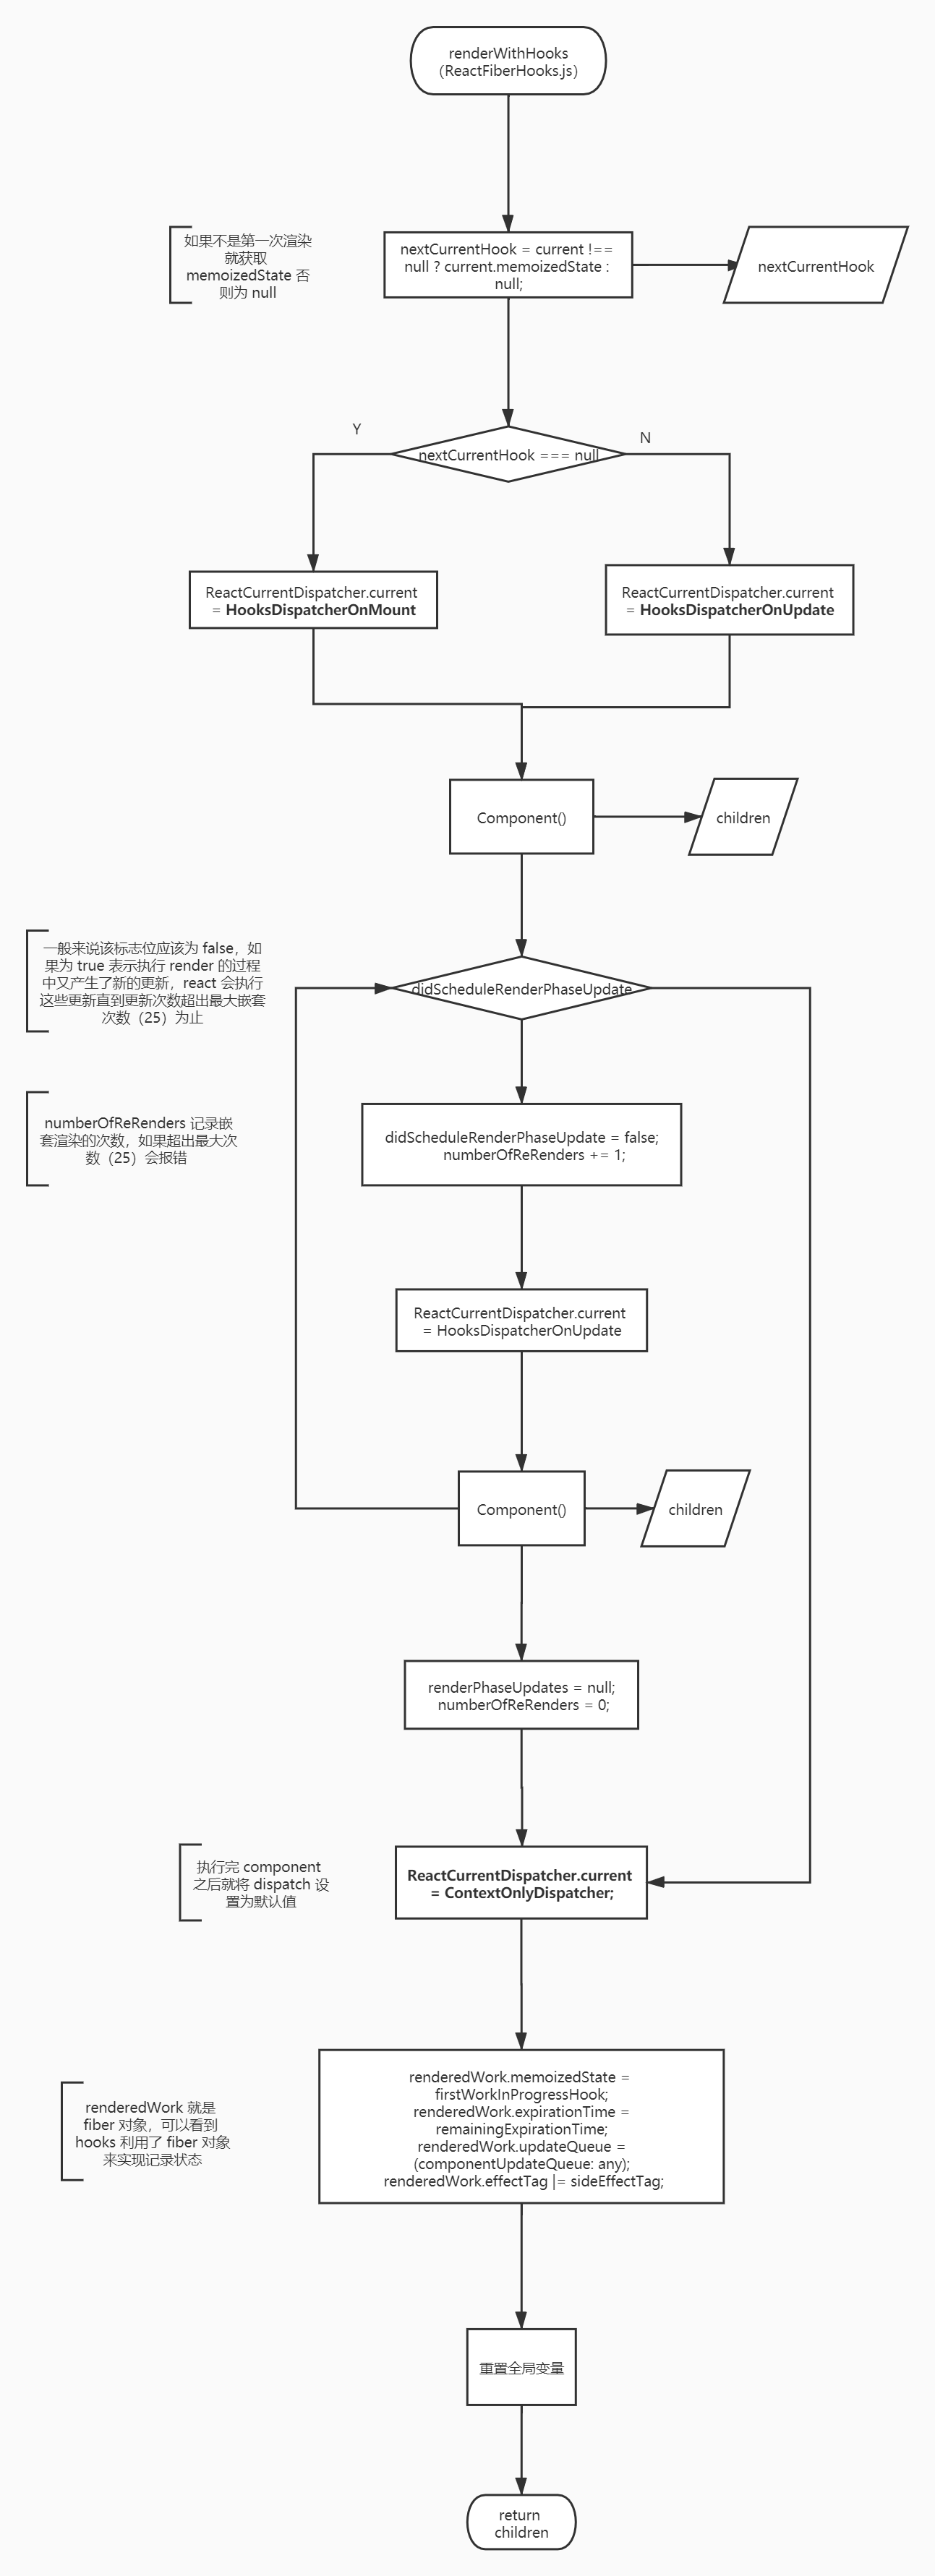 renderWithHooks
（ReactFiberHooks.js）
如果不是第一次渲染
就获取
memoizedState 否
则为 null
nextCurrentHook = current !==
null ? current.memoizedState :
null;
nextCurrentHook
Y
N
nextCurrentHook === null
ReactCurrentDispatcher.current
= HooksDispatcherOnMount
ReactCurrentDispatcher.current
= HooksDispatcherOnUpdate
Component()
children
一般来说该标志位应该为 false，如
果为 true 表示执行 render 的过程
中又产生了新的更新，react 会执行
这些更新直到更新次数超出最大嵌套
次数（25）为止
didScheduleRenderPhaseUpdate
numberOfReRenders 记录嵌
套渲染的次数，如果超出最大次
数（25）会报错
didScheduleRenderPhaseUpdate = false;
numberOfReRenders += 1;
ReactCurrentDispatcher.current
= HooksDispatcherOnUpdate
Component()
children
renderPhaseUpdates = null;
numberOfReRenders = 0;
执行完 component
之后就将 dispatch 设
置为默认值
ReactCurrentDispatcher.current
= ContextOnlyDispatcher;
renderedWork 就是
fiber 对象，可以看到
hooks 利用了 fiber 对象
来实现记录状态
renderedWork.memoizedState =
firstWorkInProgressHook;
renderedWork.expirationTime =
remainingExpirationTime;
renderedWork.updateQueue =
(componentUpdateQueue: any);
renderedWork.effectTag |= sideEffectTag;
重置全局变量
return
children